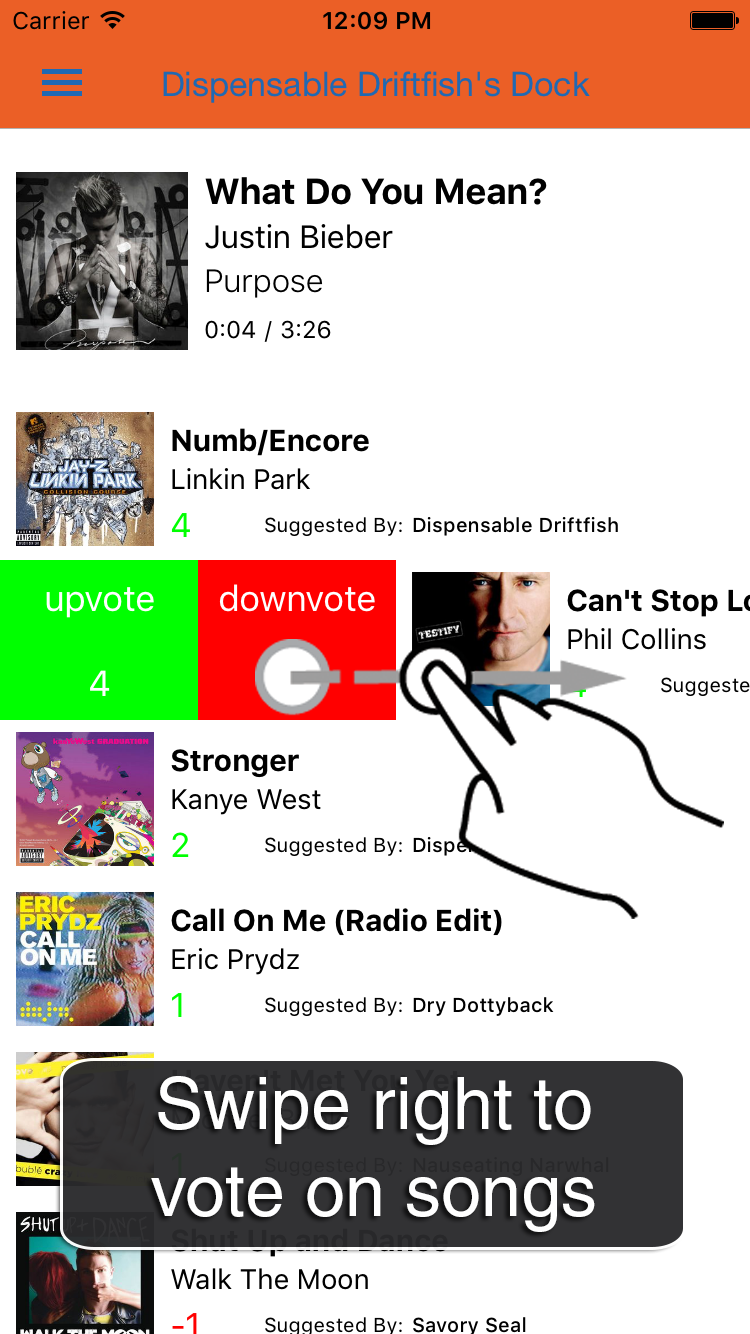 Carrier 12:09 PM
Dispensable Driftfish's Dock
What Do You Mean?
Justin Bieber
Purpose
0:04 / 3:26
Purpose
Numb/Encore
Linkin Park
4 Suggested By: Dispensable Driftfish
JAY-Z
LINKIN PARK
COLLISION COURSE
upvote downvote
4
Can't Stop Lo
Phil Collins
Suggeste
TESTIFY
Stronger
Kanye West
2 Suggested By: Dispe
Call On Me (Radio Edit)
Eric Prydz
1 Suggested By: Dry Dottyback
ERIC
PRYDZ
CALL
ON ME
Haven't Met You Yet
1 Suggested By: Nauseating Narwhal
bublé cra
Swipe right to
vote on songs
Shut Up and Dance
Walk The Moon
-1 Suggested By: Savory Seal
SHUT UP + DANCE
WALK THE MOON